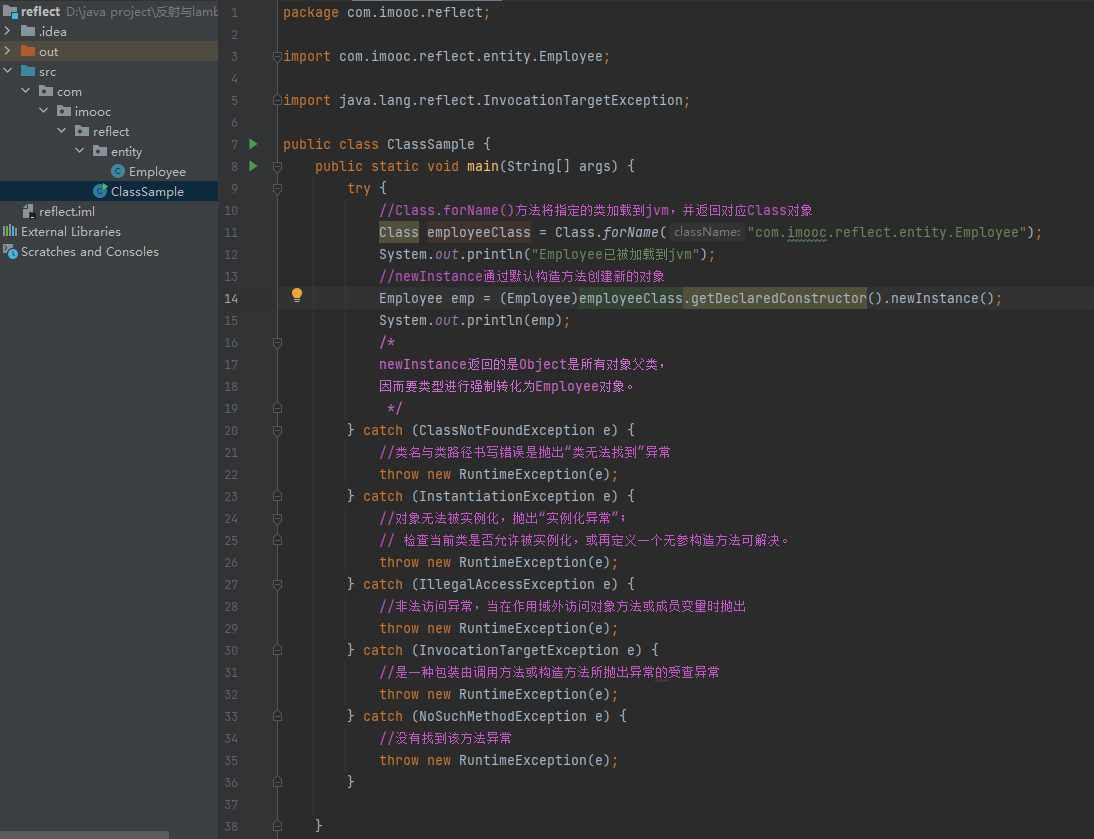 reflect D:\java project\反射与lamb
.idea
out
src
com
imooc
reflect
entity
Employee
ClassSample
reflect.iml
External Libraries
Scratches and Consoles
1 package com.imooc.reflect;
2
3 import com.imooc.reflect.entity.Employee;
4
5 import java.lang.reflect.InvocationTargetException;
6
7 public class ClassSample {
8 public static void main(String[] args) {
9 try {
10 //Class.forName()方法将指定的类加载到jvm，并返回对应Class对象
11 Class employeeClass = Class.forName( className: "com.imooc.reflect.entity.Employee");
12 System.out.println("Employee已被加载到jvm");
13 //newInstance通过默认构造方法创建新的对象
14 Employee emp = (Employee)employeeClass.getDeclaredConstructor().newInstance();
15 System.out.println(emp);
16 /*
17 newInstance返回的是Object是所有对象父类，
18 因而要类型进行强制转化为Employee对象。
19 */
20 } catch (ClassNotFoundException e) {
21 //类名与类路径书写错误是抛出“类无法找到”异常
22 throw new RuntimeException(e);
23 } catch (InstantiationException e) {
24 //对象无法被实例化，抛出“实例化异常”；
25 // 检查当前类是否允许被实例化，或再定义一个无参构造方法可解决。
26 throw new RuntimeException(e);
27 } catch (IllegalAccessException e) {
28 //非法访问异常，当在作用域外访问对象方法或成员变量时抛出
29 throw new RuntimeException(e);
30 } catch (InvocationTargetException e) {
31 //是一种包装由调用方法或构造方法所抛出异常的受查异常
32 throw new RuntimeException(e);
33 } catch (NoSuchMethodException e) {
34 //没有找到该方法异常
35 throw new RuntimeException(e);
36 }
37
38 }